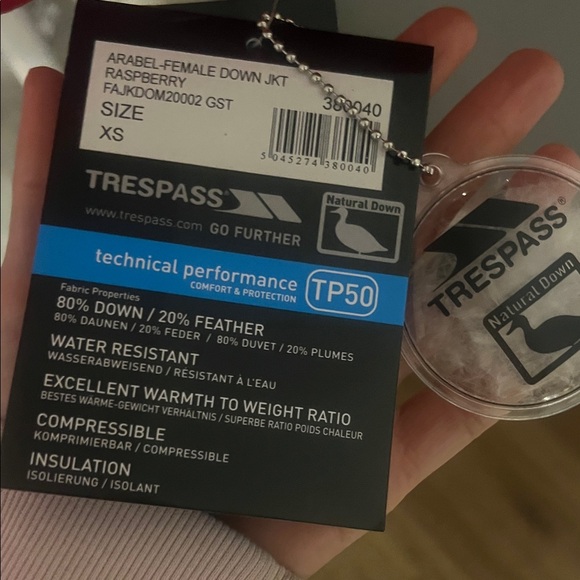 ARABEL-FEMALE DOWN JKT
RASPBERRY
FAJKDOM20002 GST
380040
SIZE
XS
5 045274 380040
TRESPASS®
Natural Down
www.trespass.com GO FURTHER
technical performance
COMFORT & PROTECTION
TP50
Fabric Properties
80% DOWN / 20% FEATHER
80% DAUNEN / 20% FEDER / 80% DUVET / 20% PLUMES
WATER RESISTANT
WASSERABWEISEND / RÉSISTANT À L'EAU
EXCELLENT WARMTH TO WEIGHT RATIO
BESTES WÄRME-GEWICHT VERHÄLTNIS / SUPERBE RATIO POIDS CHALEUR
COMPRESSIBLE
KOMPRIMIERBAR / COMPRESSIBLE
INSULATION
ISOLIERUNG / ISOLANT
TRESPASS®
Natural Down